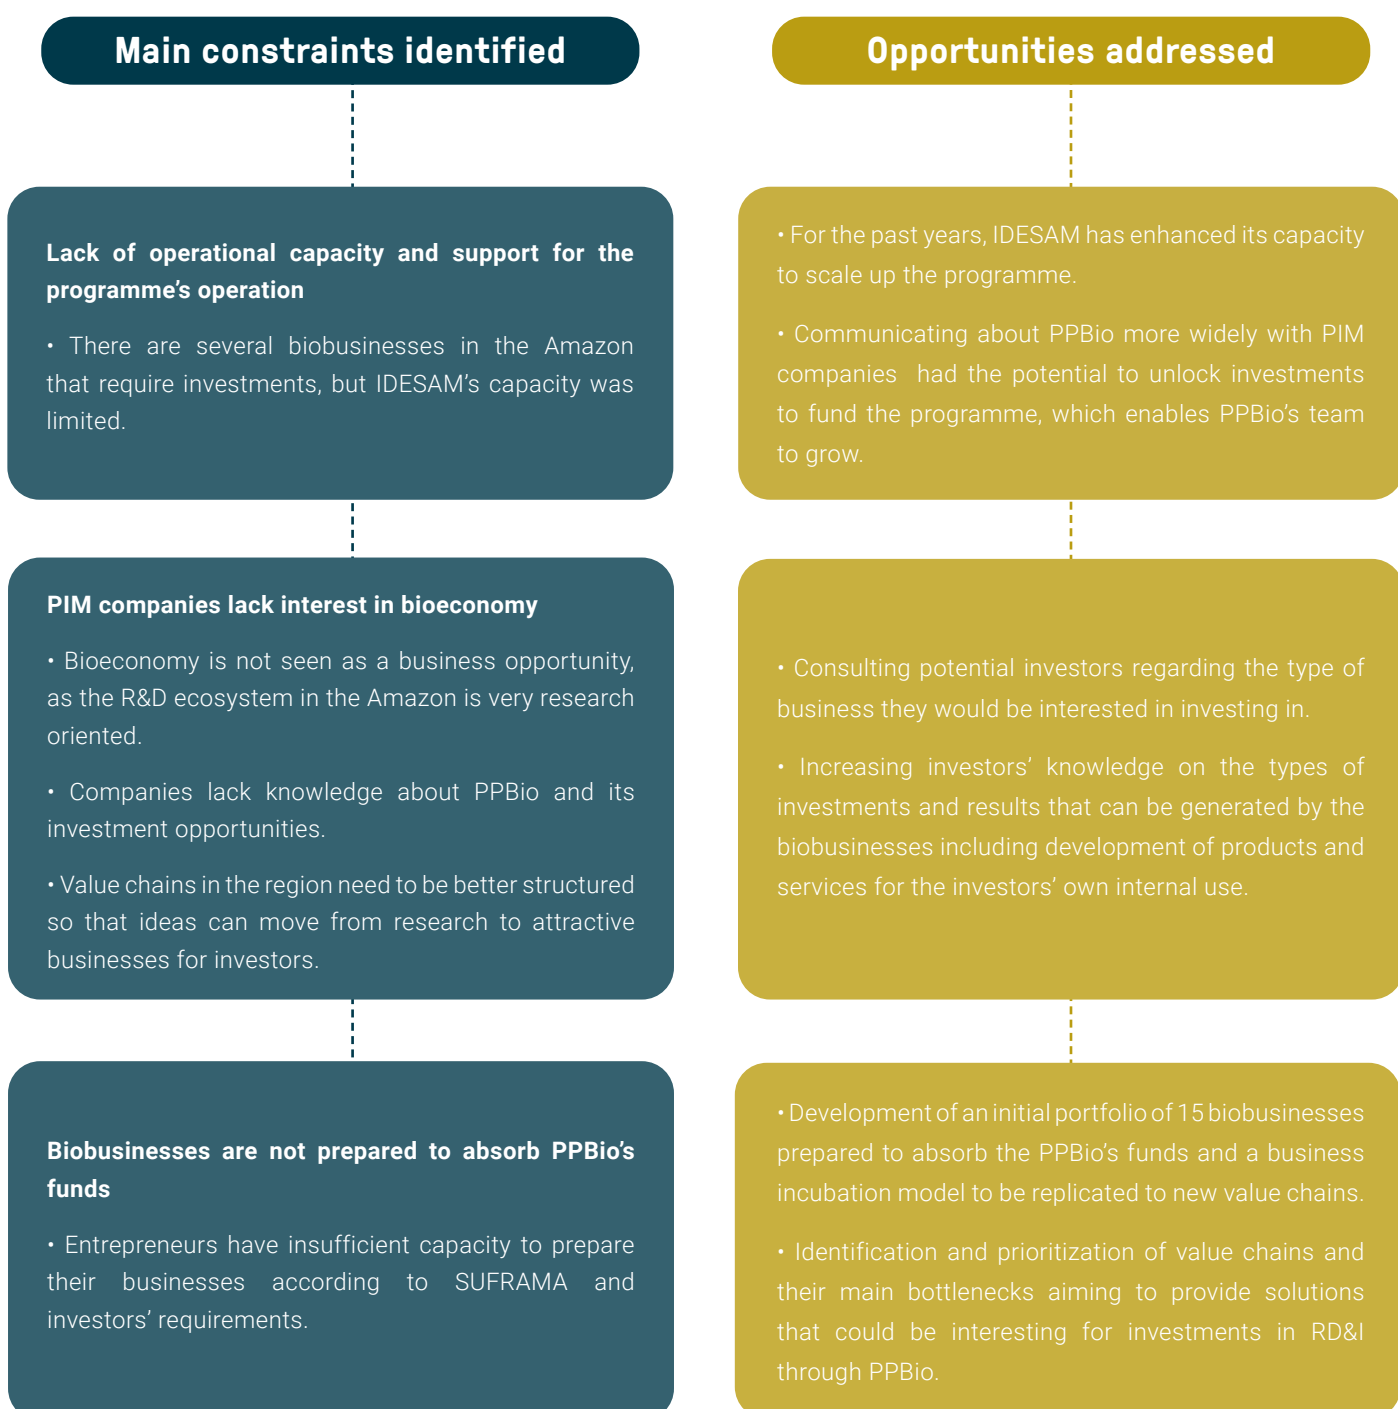 Main constraints identified
Lack of operational capacity and support for the
programme's operation
• There are several biobusinesses in the Amazon
that require investments, but IDESAM's capacity was
limited.
PIM companies lack interest in bioeconomy
• Bioeconomy is not seen as a business opportunity,
as the R&D ecosystem in the Amazon is very research
oriented.
• Companies lack knowledge about PPBio and its
investment opportunities.
• Value chains in the region need to be better structured
so that ideas can move from research to attractive
businesses for investors.
Biobusinesses are not prepared to absorb PPBio's
funds
• Entrepreneurs have insufficient capacity to prepare
their businesses according to SUFRAMA and
investors' requirements.
Opportunities addressed
• For the past years, IDESAM has enhanced its capacity
to scale up the programme.
• Communicating about PPBio more widely with PIM
companies had the potential to unlock investments
to fund the programme, which enables PPBio's team
to grow.
• Consulting potential investors regarding the type of
business they would be interested in investing in.
• Increasing investors' knowledge on the types of
investments and results that can be generated by the
biobusinesses including development of products and
services for the investors' own internal use.
• Development of an initial portfolio of 15 biobusinesses
prepared to absorb the PPBio's funds and a business
incubation model to be replicated to new value chains.
• Identification and prioritization of value chains and
their main bottlenecks aiming to provide solutions
that could be interesting for investments in RD&I
through PPBio.